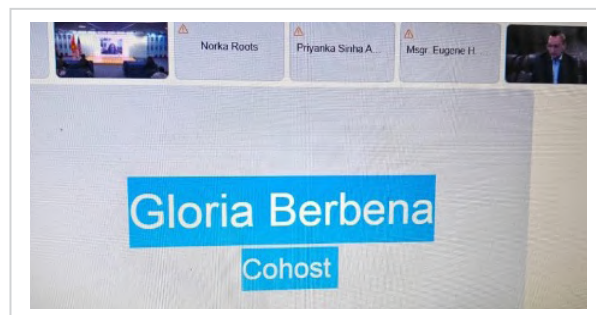 Norka Roots
Priyanka Sinha A...
Msgr. Eugene H...
Gloria Berbena
Cohost